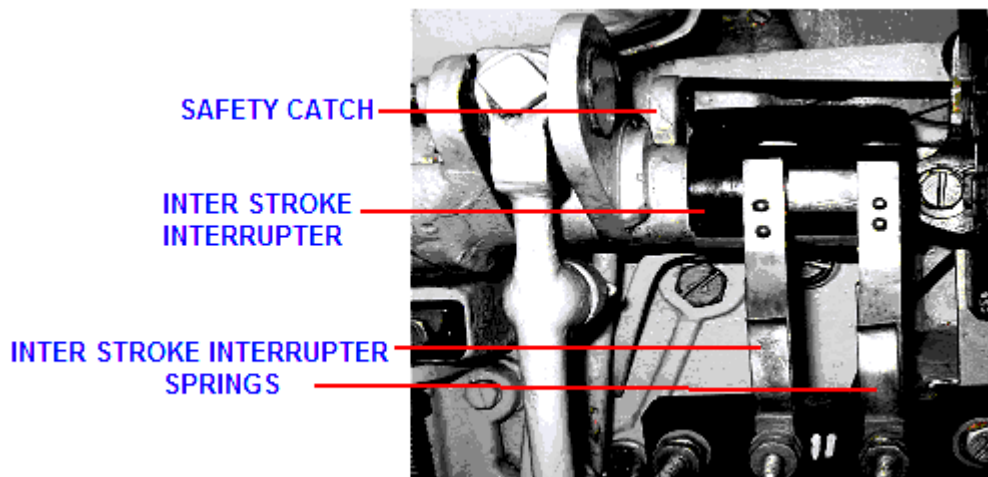 SAFETY CATCH
INTER STROKE
INTERRUPTER
INTER STROKE INTERRUPTER
SPRINGS